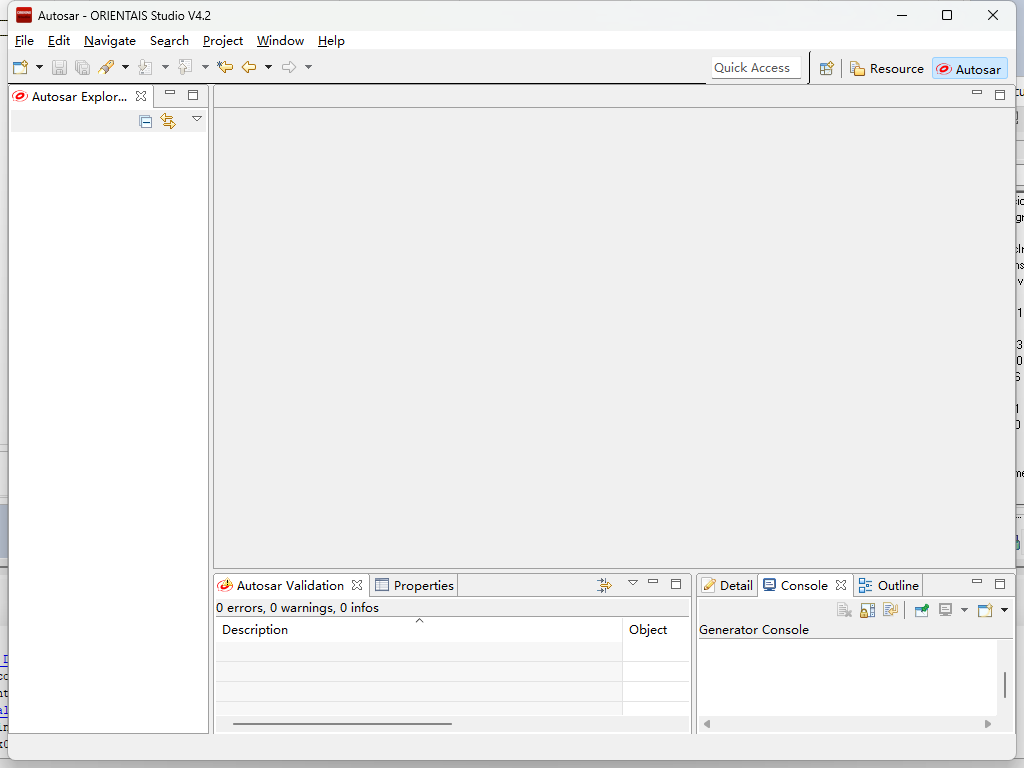 Autosar - ORIENTAIS Studio V4.2
File Edit Navigate Search Project Window Help
Quick Access Resource Autosar
Autosar Explor...
Autosar Validation Properties
0 errors, 0 warnings, 0 infos
Description Object
Detail Console Outline
Generator Console